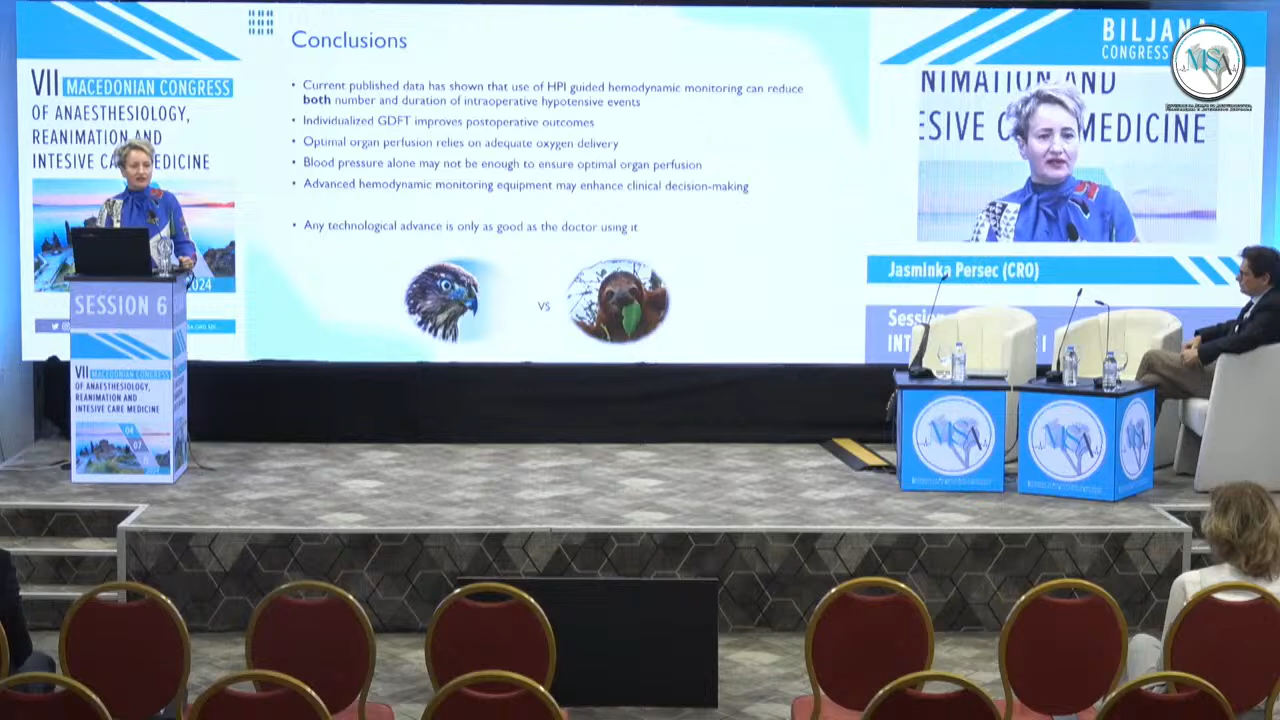 VII MACEDONIAN CONGRESS
OF ANAESTHESIOLOGY,
REANIMATION AND
INTESIVE CARE MEDICINE
2024
Conclusions
• Current published data has shown that use of HPI guided hemodynamic monitoring can reduce
both number and duration of intraoperative hypotensive events
• Individualized GDFT improves postoperative outcomes
• Optimal organ perfusion relies on adequate oxygen delivery
• Blood pressure alone may not be enough to ensure optimal organ perfusion
• Advanced hemodynamic monitoring equipment may enhance clinical decision-making
• Any technological advance is only as good as the doctor using it
VS
BILJANA
CONGRESS
MSA
NIMATION AND
ESIVE CARE MEDICINE
Jasminka Persec (CRO)
Session
SESSION 6
VII MACEDONIAN CONGRESS
OF ANAESTHESIOLOGY,
REANIMATION AND
INTESIVE CARE MEDICINE
04
07
MSA
MSA
MSA